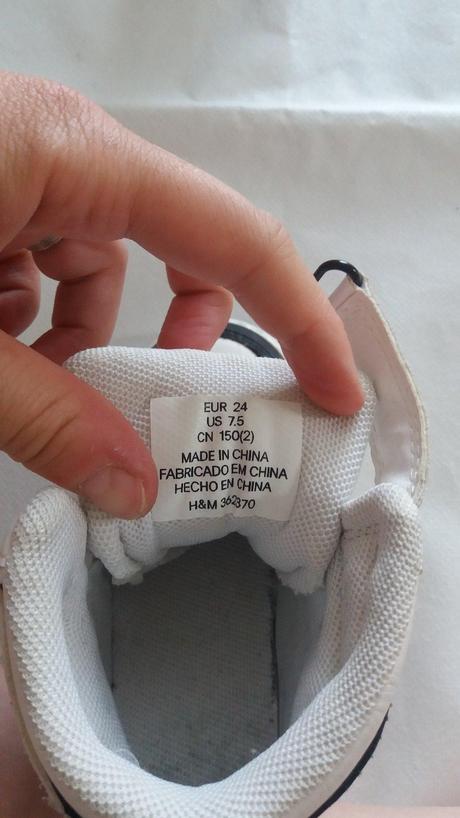 EUR 24
US 7.5
CN 150(2)
MADE IN CHINA
FABRICADO EM CHINA
HECHO EN CHINA
H&M 362370